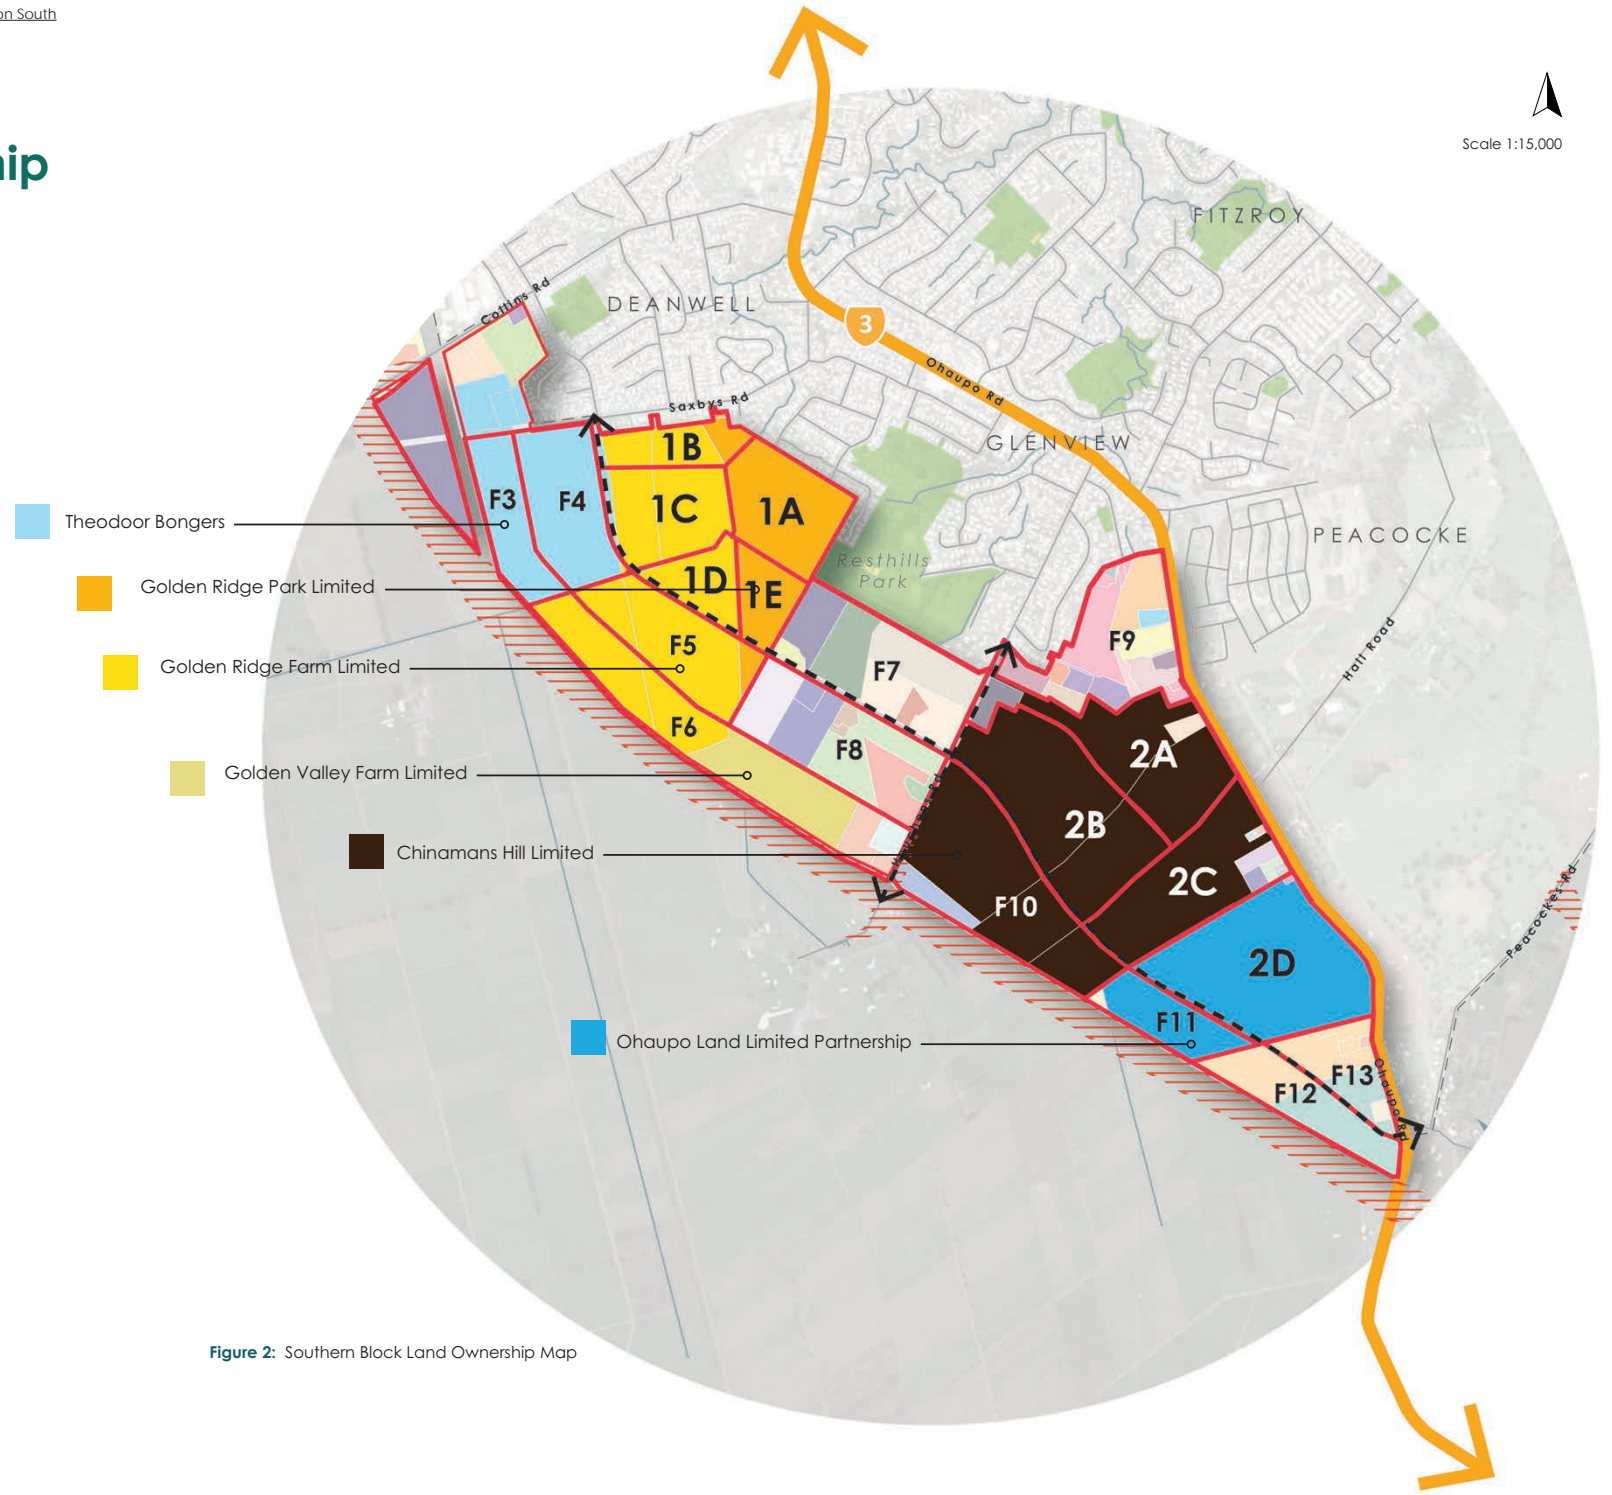 on South
hip
Scale 1:15,000
FITZROY
Collins Rd
DEANWELL
3
Ohaupo Rd
Saxbys Rd
GLENVIEW
1B
F3
F4
1C
1A
Theodoor Bongers
PEACOCKE
Resthills
Park
Golden Ridge Park Limited
1D
1E
F5
F9
Hall Road
Golden Ridge Farm Limited
F7
F6
F8
2A
Golden Valley Farm Limited
2B
Chinamans Hill Limited
2C
F10
Peacockes Rd
2D
F11
Ohaupo Land Limited Partnership
F13
F12
Ohaupo Rd
Figure 2: Southern Block Land Ownership Map